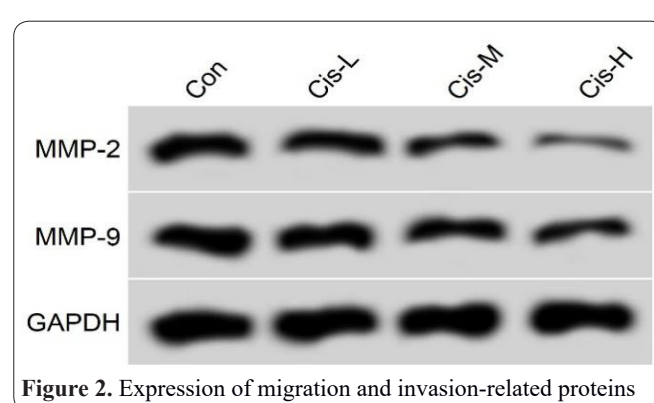 Con Cis-L Cis-M Cis-H
MMP-2
MMP-9
GAPDH
Figure 2. Expression of migration and invasion-related proteins